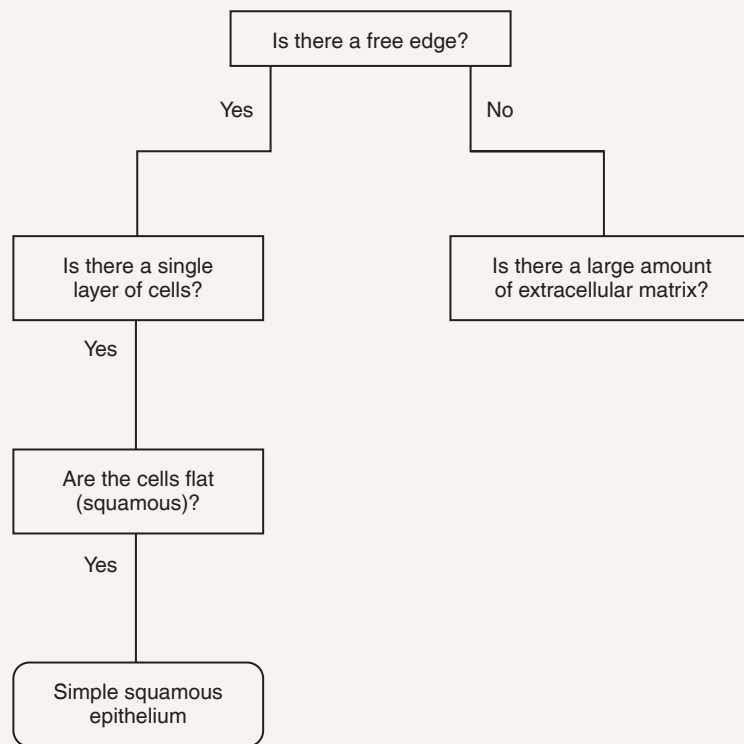 Is there a free edge?
Yes
No
Is there a single
layer of cells?
Is there a large amount
of extracellular matrix?
Yes
Are the cells flat
(squamous)?
Yes
Simple squamous
epithelium